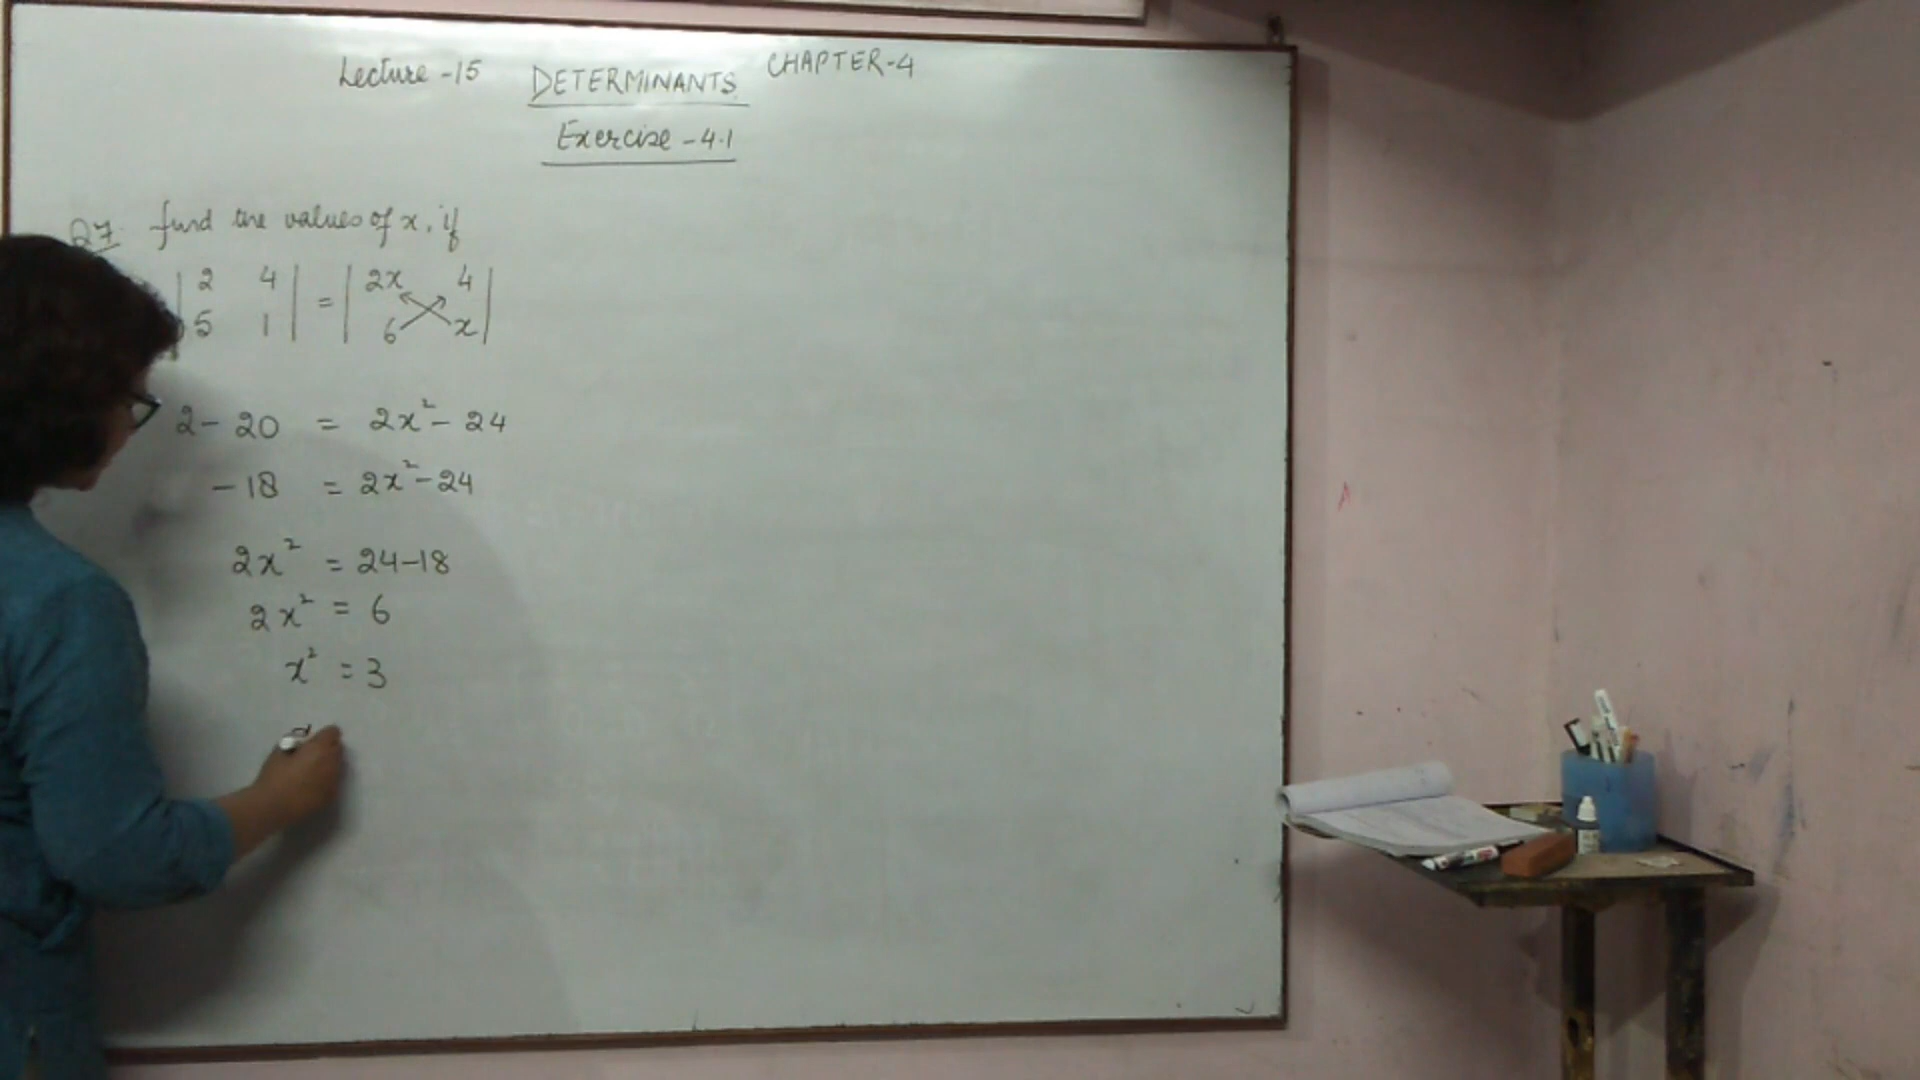 Lecture -15 DETERMINANTS CHAPTER-4
Exercise - 4.1
Q7. find the values of x, if
| 2 4 | = | 2x 4 |
| 5 1 | | 6 x |
2 - 20 = 2x² - 24
- 18 = 2x² - 24
2x² = 24-18
2x² = 6
x² = 3
x